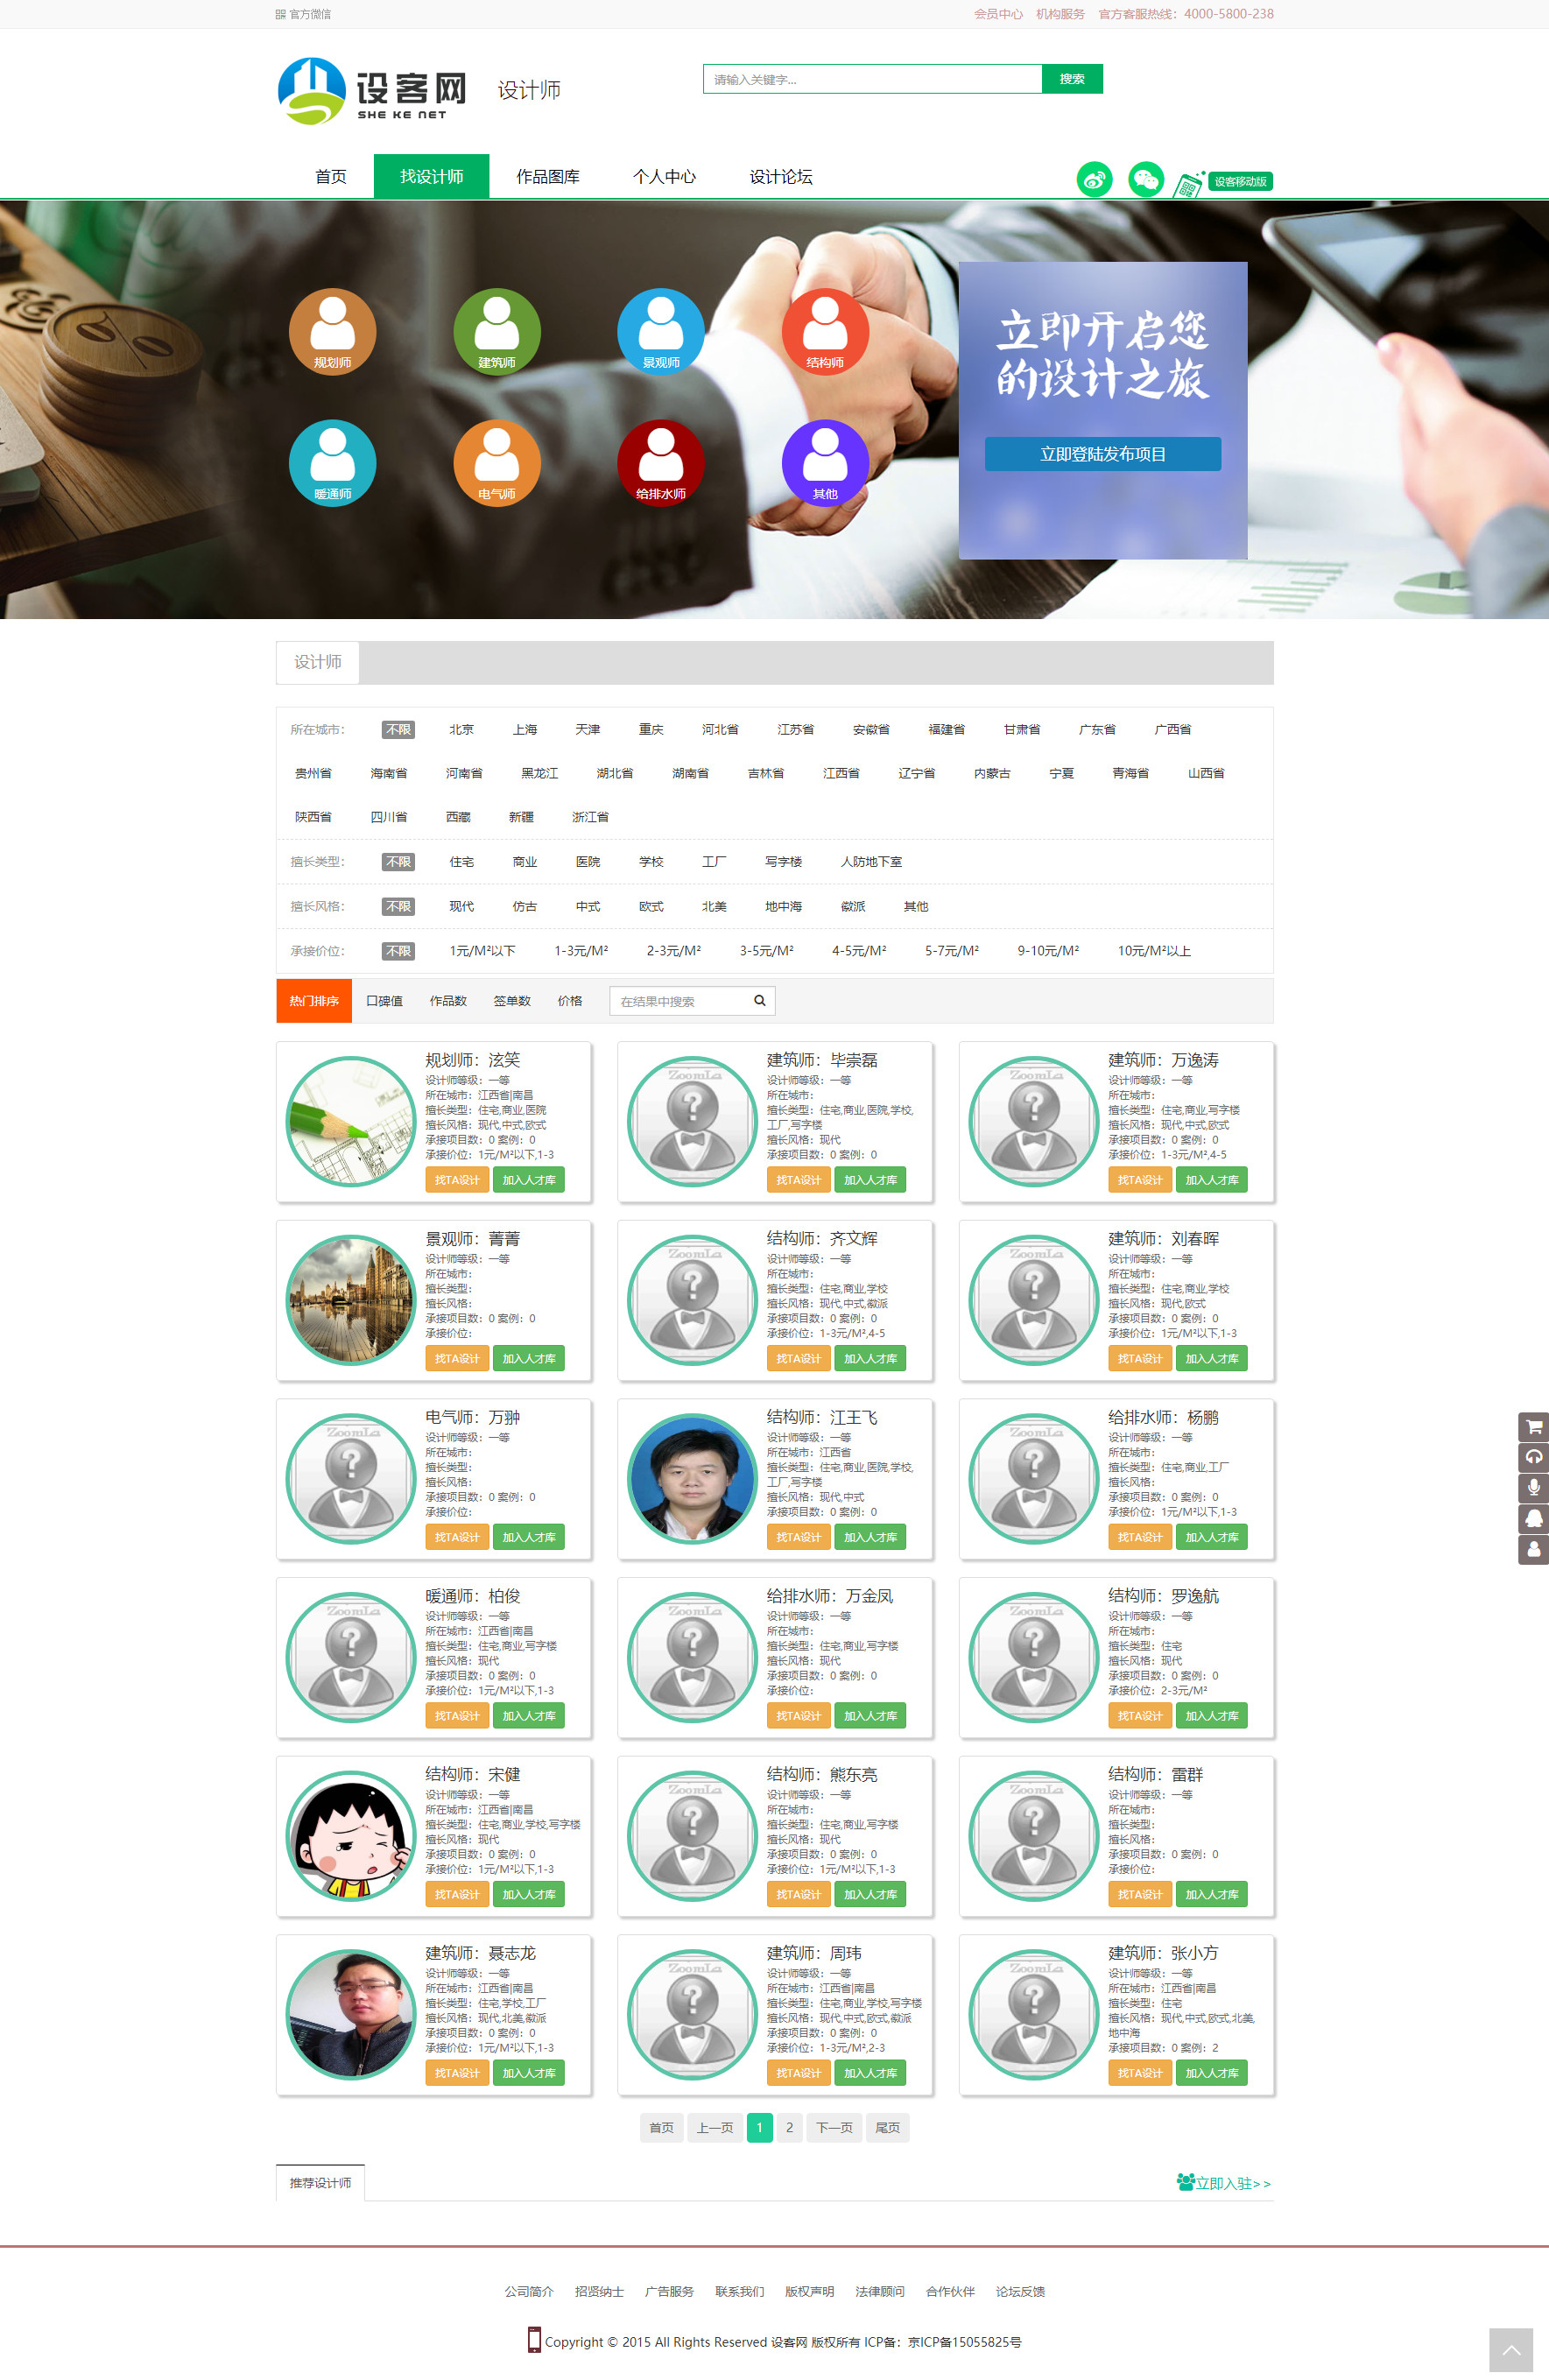 官方微信
会员中心 机构服务 官方客服热线：4000-5800-238
设客网
SHE KE NET
设计师
请输入关键字...
搜索
首页 找设计师 作品图库 个人中心 设计论坛
设客移动版
规划师 建筑师 景观师 结构师
暖通师 电气师 给排水师 其他
立即开启您
的设计之旅
立即登陆发布项目
设计师
所在城市： 不限 北京 上海 天津 重庆 河北省 江苏省 安徽省 福建省 甘肃省 广东省 广西省
贵州省 海南省 河南省 黑龙江 湖北省 湖南省 吉林省 江西省 辽宁省 内蒙古 宁夏 青海省 山西省
陕西省 四川省 西藏 新疆 浙江省
擅长类型： 不限 住宅 商业 医院 学校 工厂 写字楼 人防地下室
擅长风格： 不限 现代 仿古 中式 欧式 北美 地中海 徽派 其他
承接价位： 不限 1元/M²以下 1-3元/M² 2-3元/M² 3-5元/M² 4-5元/M² 5-7元/M² 9-10元/M² 10元/M²以上
热门排序 口碑值 作品数 签单数 价格 在结果中搜索
规划师：泫笑
设计师等级：一等
所在城市：江西省|南昌
擅长类型：住宅,商业,医院
擅长风格：现代,中式,欧式
承接项目数：0 案例：0
承接价位：1元/M²以下,1-3
找TA设计 加入人才库
ZoomLa
建筑师：毕崇磊
设计师等级：一等
所在城市：
擅长类型：住宅,商业,医院,学校,
工厂,写字楼
擅长风格：现代
承接项目数：0 案例：0
找TA设计 加入人才库
ZoomLa
建筑师：万逸涛
设计师等级：一等
所在城市：
擅长类型：住宅,商业,写字楼
擅长风格：现代,中式,欧式
承接项目数：0 案例：0
承接价位：1-3元/M²,4-5
找TA设计 加入人才库
景观师：菁菁
设计师等级：一等
所在城市：
擅长类型：
擅长风格：
承接项目数：0 案例：0
承接价位：
找TA设计 加入人才库
ZoomLa
结构师：齐文辉
设计师等级：一等
所在城市：
擅长类型：住宅,商业,学校
擅长风格：现代,中式,徽派
承接项目数：0 案例：0
承接价位：1-3元/M²,4-5
找TA设计 加入人才库
ZoomLa
建筑师：刘春晖
设计师等级：一等
所在城市：
擅长类型：住宅,商业,学校
擅长风格：现代,欧式
承接项目数：0 案例：0
承接价位：1元/M²以下,1-3
找TA设计 加入人才库
ZoomLa
电气师：万翀
设计师等级：一等
所在城市：
擅长类型：
擅长风格：
承接项目数：0 案例：0
承接价位：
找TA设计 加入人才库
结构师：江王飞
设计师等级：一等
所在城市：江西省
擅长类型：住宅,商业,医院,学校,
工厂,写字楼
擅长风格：现代,中式
承接项目数：0 案例：0
找TA设计 加入人才库
ZoomLa
给排水师：杨鹏
设计师等级：一等
所在城市：
擅长类型：住宅,商业,工厂
擅长风格：
承接项目数：0 案例：0
承接价位：1元/M²以下,1-3
找TA设计 加入人才库
ZoomLa
暖通师：柏俊
设计师等级：一等
所在城市：江西省|南昌
擅长类型：住宅,商业,写字楼
擅长风格：现代
承接项目数：0 案例：0
承接价位：1元/M²以下,1-3
找TA设计 加入人才库
ZoomLa
给排水师：万金凤
设计师等级：一等
所在城市：
擅长类型：住宅,商业,写字楼
擅长风格：现代
承接项目数：0 案例：0
承接价位：
找TA设计 加入人才库
ZoomLa
结构师：罗逸航
设计师等级：一等
所在城市：
擅长类型：住宅
擅长风格：现代
承接项目数：0 案例：0
承接价位：2-3元/M²
找TA设计 加入人才库
结构师：宋健
设计师等级：一等
所在城市：江西省|南昌
擅长类型：住宅,商业,学校,写字楼
擅长风格：现代
承接项目数：0 案例：0
承接价位：1元/M²以下,1-3
找TA设计 加入人才库
ZoomLa
结构师：熊东亮
设计师等级：一等
所在城市：
擅长类型：住宅,商业,写字楼
擅长风格：现代
承接项目数：0 案例：0
承接价位：1元/M²以下,1-3
找TA设计 加入人才库
ZoomLa
结构师：雷群
设计师等级：一等
所在城市：
擅长类型：
擅长风格：
承接项目数：0 案例：0
承接价位：
找TA设计 加入人才库
建筑师：聂志龙
设计师等级：一等
所在城市：江西省|南昌
擅长类型：住宅,学校,工厂
擅长风格：现代,北美,徽派
承接项目数：0 案例：0
承接价位：1元/M²以下,1-3
找TA设计 加入人才库
ZoomLa
建筑师：周玮
设计师等级：一等
所在城市：江西省|南昌
擅长类型：住宅,商业,学校,写字楼
擅长风格：现代,中式,欧式,徽派
承接项目数：0 案例：0
承接价位：1-3元/M²,2-3
找TA设计 加入人才库
ZoomLa
建筑师：张小方
设计师等级：一等
所在城市：江西省|南昌
擅长类型：住宅
擅长风格：现代,中式,欧式,北美,
地中海
承接项目数：0 案例：2
找TA设计 加入人才库
首页 上一页 1 2 下一页 尾页
推荐设计师
立即入驻>>
公司简介 招贤纳士 广告服务 联系我们 版权声明 法律顾问 合作伙伴 论坛反馈
Copyright © 2015 All Rights Reserved 设客网 版权所有 ICP备：京ICP备15055825号